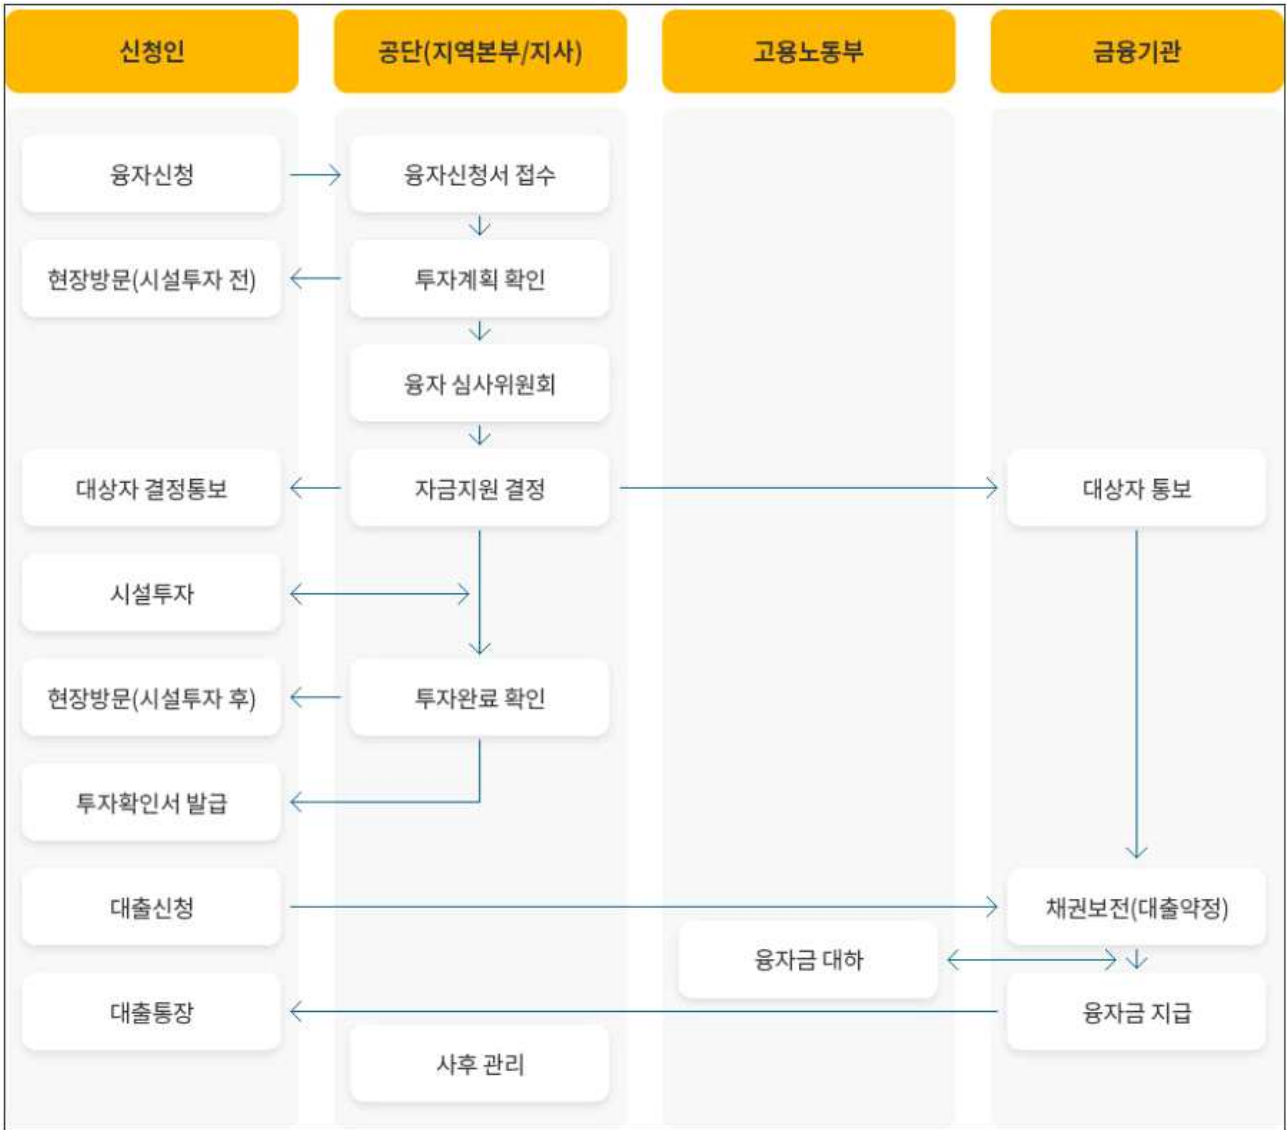 신청인
공단(지역본부/지사)
고용노동부
금융기관
융자신청
융자신청서 접수
현장방문(시설투자 전)
투자계획 확인
융자 심사위원회
대상자 결정통보
자금지원 결정
대상자 통보
시설투자
현장방문(시설투자 후)
투자완료 확인
투자확인서 발급
대출신청
채권보전(대출약정)
융자금 대하
대출통장
융자금 지급
사후 관리